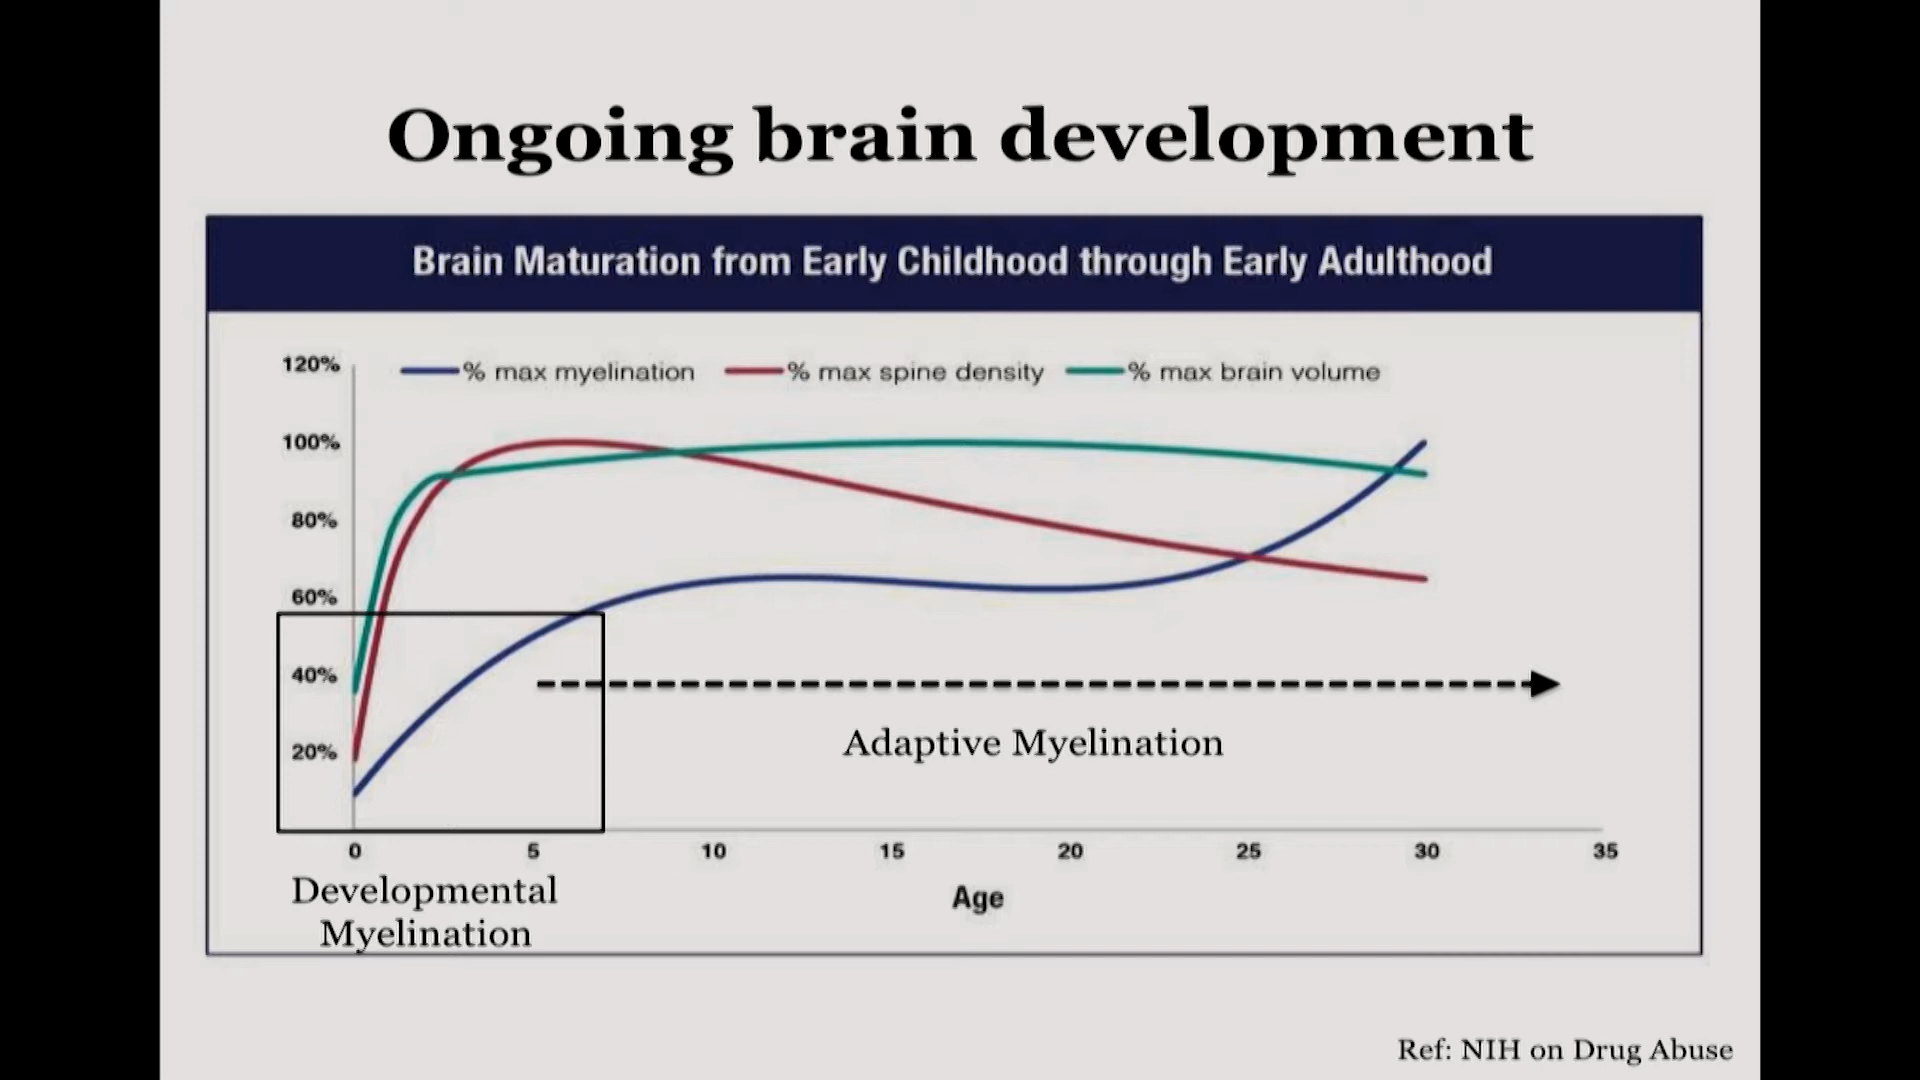 Ongoing brain development
Brain Maturation from Early Childhood through Early Adulthood
120%
% max myelination % max spine density % max brain volume
100%
80%
60%
40%
20%
Adaptive Myelination
0 5 10 15 20 25 30 35
Age
Developmental
Myelination
Ref: NIH on Drug Abuse